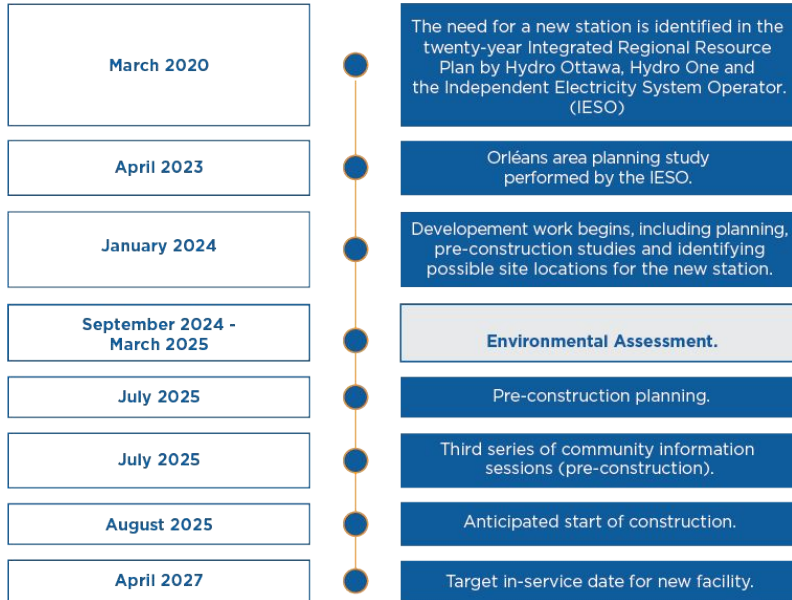 March 2020
The need for a new station is identified in the
twenty-year Integrated Regional Resource
Plan by Hydro Ottawa, Hydro One and
the Independent Electricity System Operator.
(IESO)
April 2023
Orléans area planning study
performed by the IESO.
January 2024
Developement work begins, including planning,
pre-construction studies and identifying
possible site locations for the new station.
September 2024 -
March 2025
Environmental Assessment.
July 2025
Pre-construction planning.
July 2025
Third series of community information
sessions (pre-construction).
August 2025
Anticipated start of construction.
April 2027
Target in-service date for new facility.